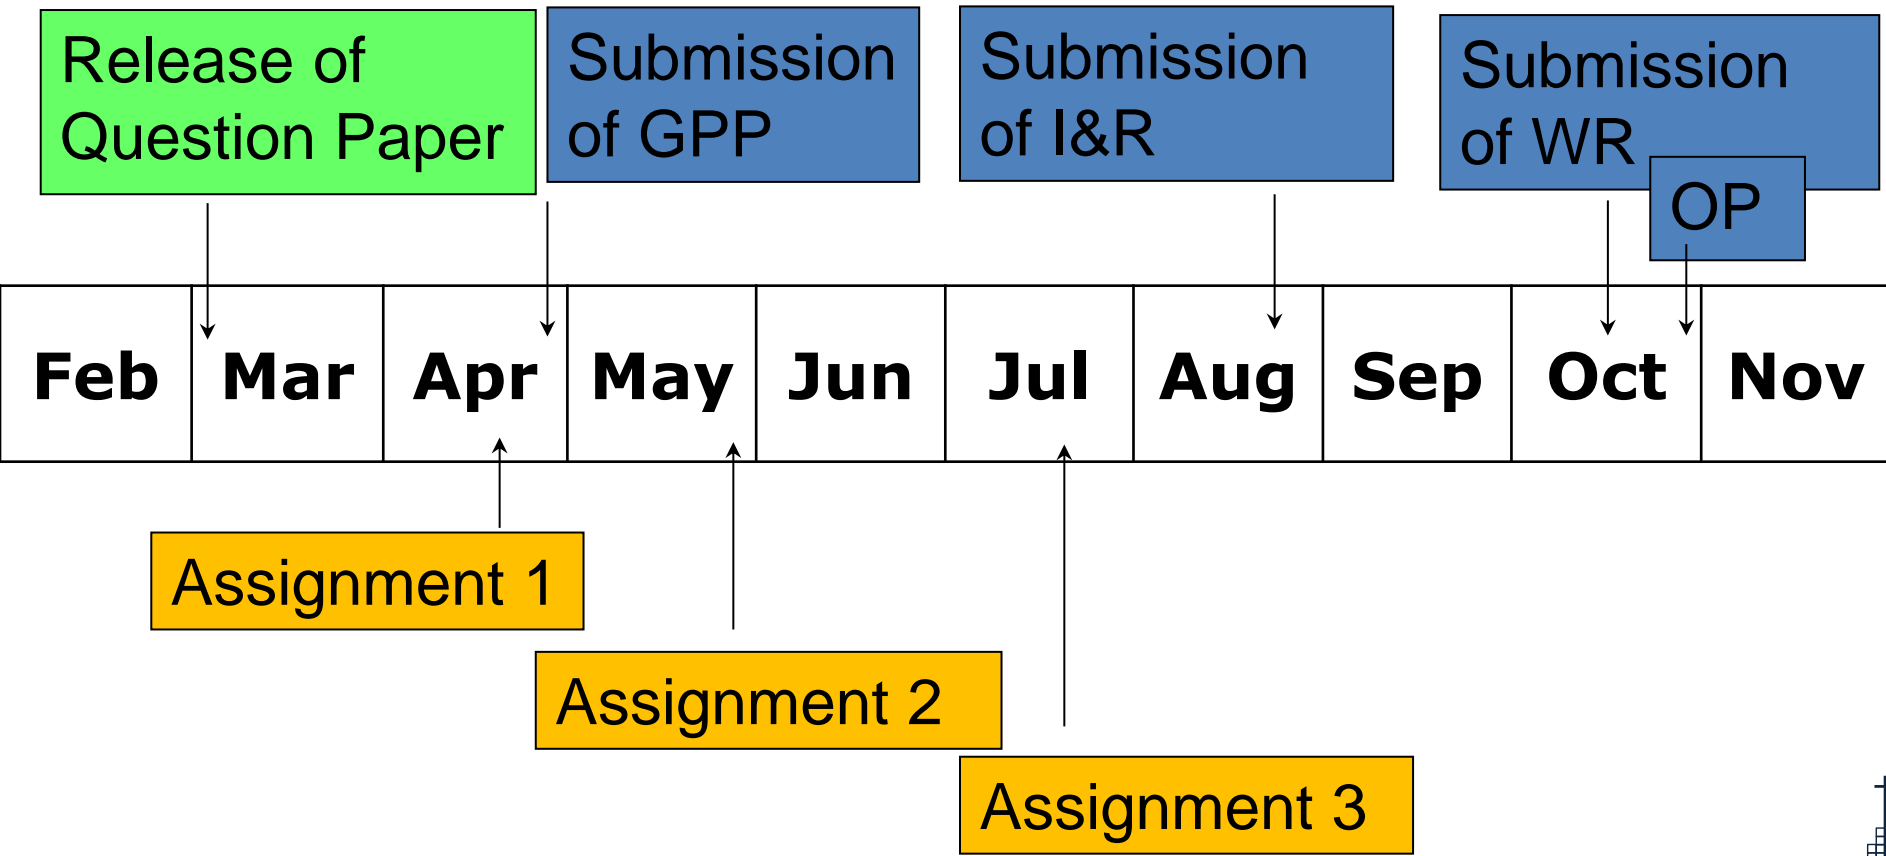 Release of
Question Paper
Submission
of GPP
Submission
of I&R
Submission
of WR
OP
Feb Mar Apr May Jun Jul Aug Sep Oct Nov
Assignment 1
Assignment 2
Assignment 3